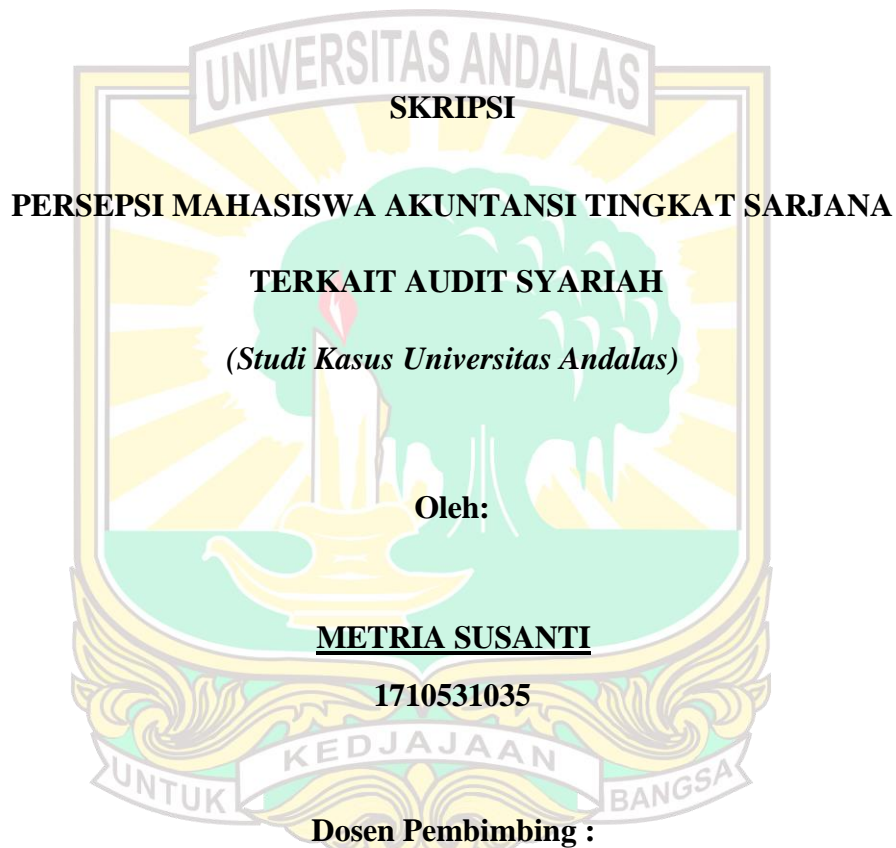 UNIVERSITAS ANDALAS
SKRIPSI
PERSEPSI MAHASISWA AKUNTANSI TINGKAT SARJANA
TERKAIT AUDIT SYARIAH
(Studi Kasus Universitas Andalas)
Oleh:
METRIA SUSANTI
1710531035
KEDJAJAAN
UNTUK BANGSA
Dosen Pembimbing :